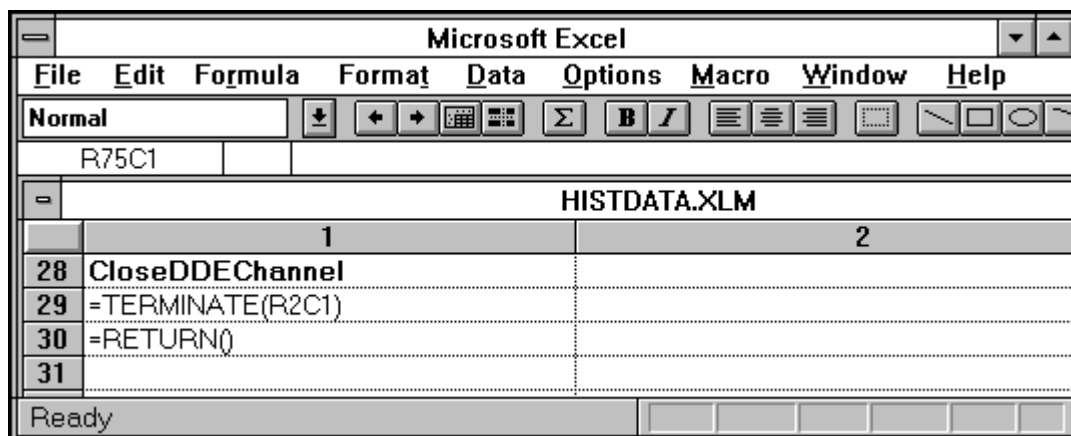 Microsoft Excel
File Edit Formula Format Data Options Macro Window Help
Normal Σ B I
R75C1
HISTDATA.XLM
1 2
28 CloseDDEChannel
29 =TERMINATE(R2C1)
30 =RETURN()
31
Ready